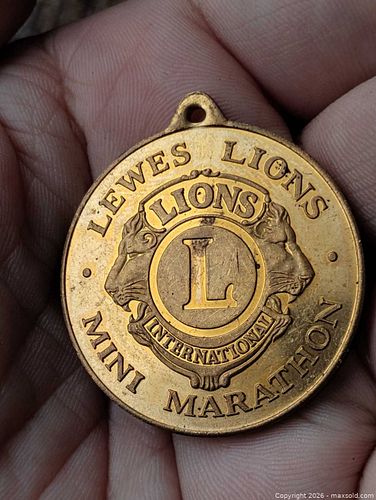 LEWES LIONS
LIONS
L
INTERNATIONAL
MINI MARATHON
Copyright 2026 - maxsold.com